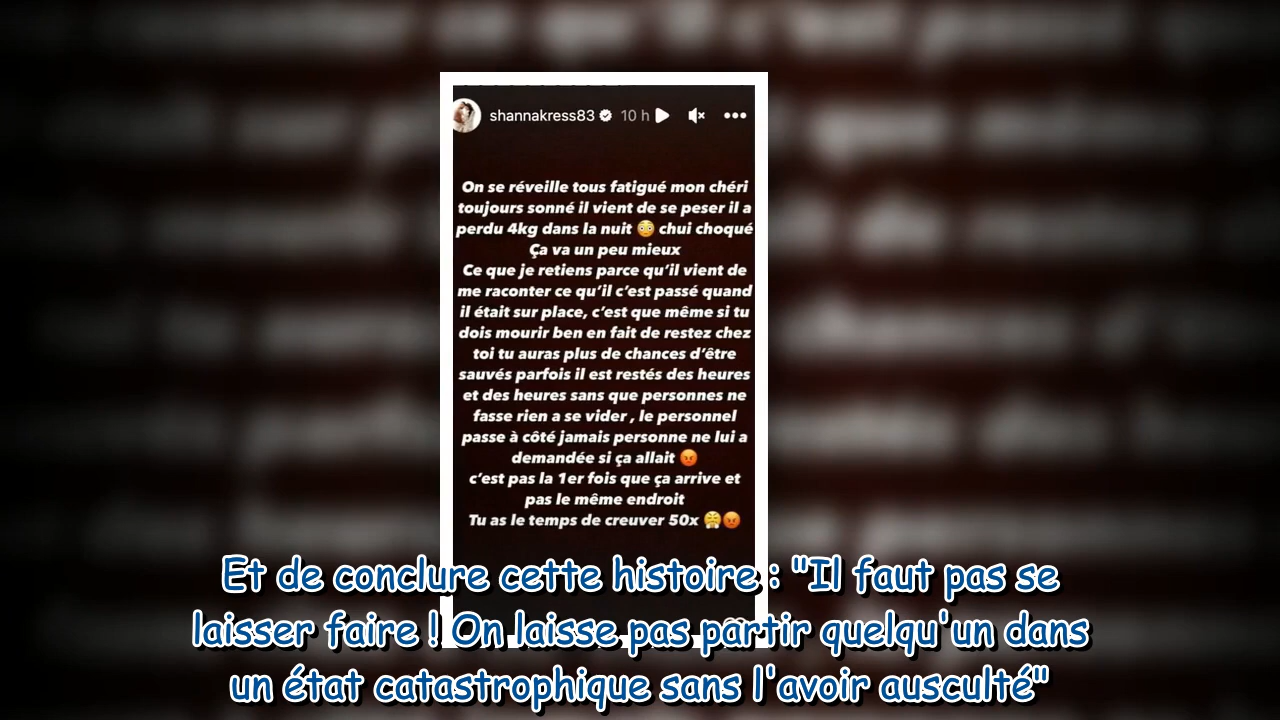 shannakress83 10 h
On se réveille tous fatigué mon chéri
toujours sonné il vient de se peser il a
perdu 4kg dans la nuit 😳 chui choqué
Ça va un peu mieux
Ce que je retiens parce qu'il vient de
me raconter ce qu'il c'est passé quand
il était sur place, c'est que même si tu
dois mourir ben en fait de restez chez
toi tu auras plus de chances d'être
sauvés parfois il est restés des heures
et des heures sans que personnes ne
fasse rien a se vider , le personnel
passe à côté jamais personne ne lui a
demandée si ça allait 😡
c'est pas la 1er fois que ça arrive et
pas le même endroit
Tu as le temps de creuver 50x 😤😡
Et de conclure cette histoire : "Il faut pas se
laisser faire ! On laisse pas partir quelqu'un dans
un état catastrophique sans l'avoir ausculté"